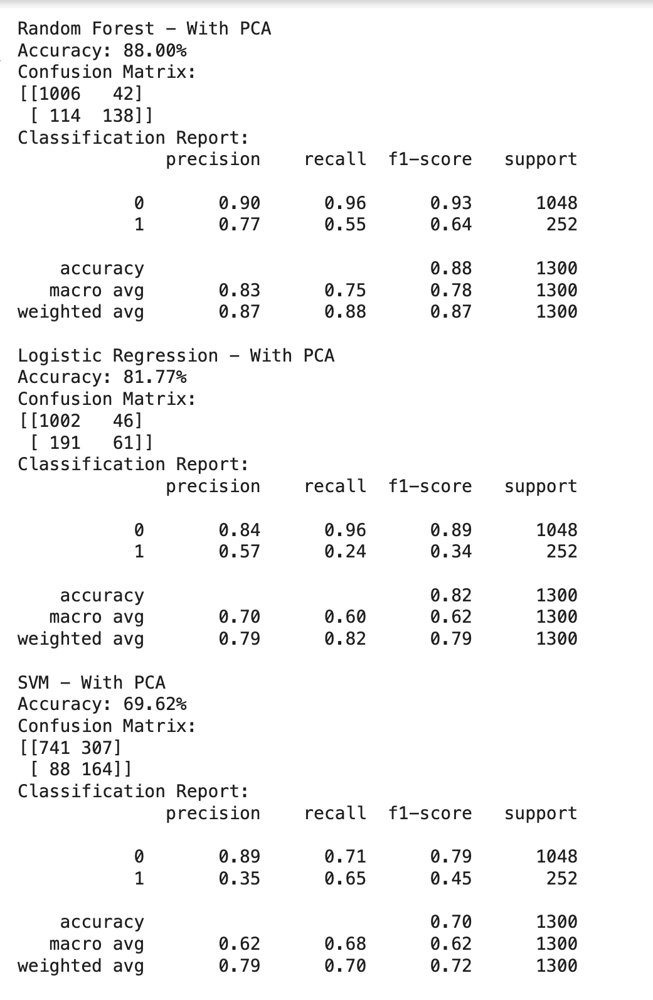 Random Forest – With PCA
Accuracy: 88.00%
Confusion Matrix:
[[1006   42]
 [ 114  138]]
Classification Report:
              precision    recall  f1–score   support

           0       0.90      0.96      0.93      1048
           1       0.77      0.55      0.64       252

    accuracy                           0.88      1300
   macro avg       0.83      0.75      0.78      1300
weighted avg       0.87      0.88      0.87      1300

Logistic Regression – With PCA
Accuracy: 81.77%
Confusion Matrix:
[[1002   46]
 [ 191   61]]
Classification Report:
              precision    recall  f1–score   support

           0       0.84      0.96      0.89      1048
           1       0.57      0.24      0.34       252

    accuracy                           0.82      1300
   macro avg       0.70      0.60      0.62      1300
weighted avg       0.79      0.82      0.79      1300

SVM – With PCA
Accuracy: 69.62%
Confusion Matrix:
[[741 307]
 [ 88 164]]
Classification Report:
              precision    recall  f1–score   support

           0       0.89      0.71      0.79      1048
           1       0.35      0.65      0.45       252

    accuracy                           0.70      1300
   macro avg       0.62      0.68      0.62      1300
weighted avg       0.79      0.70      0.72      1300